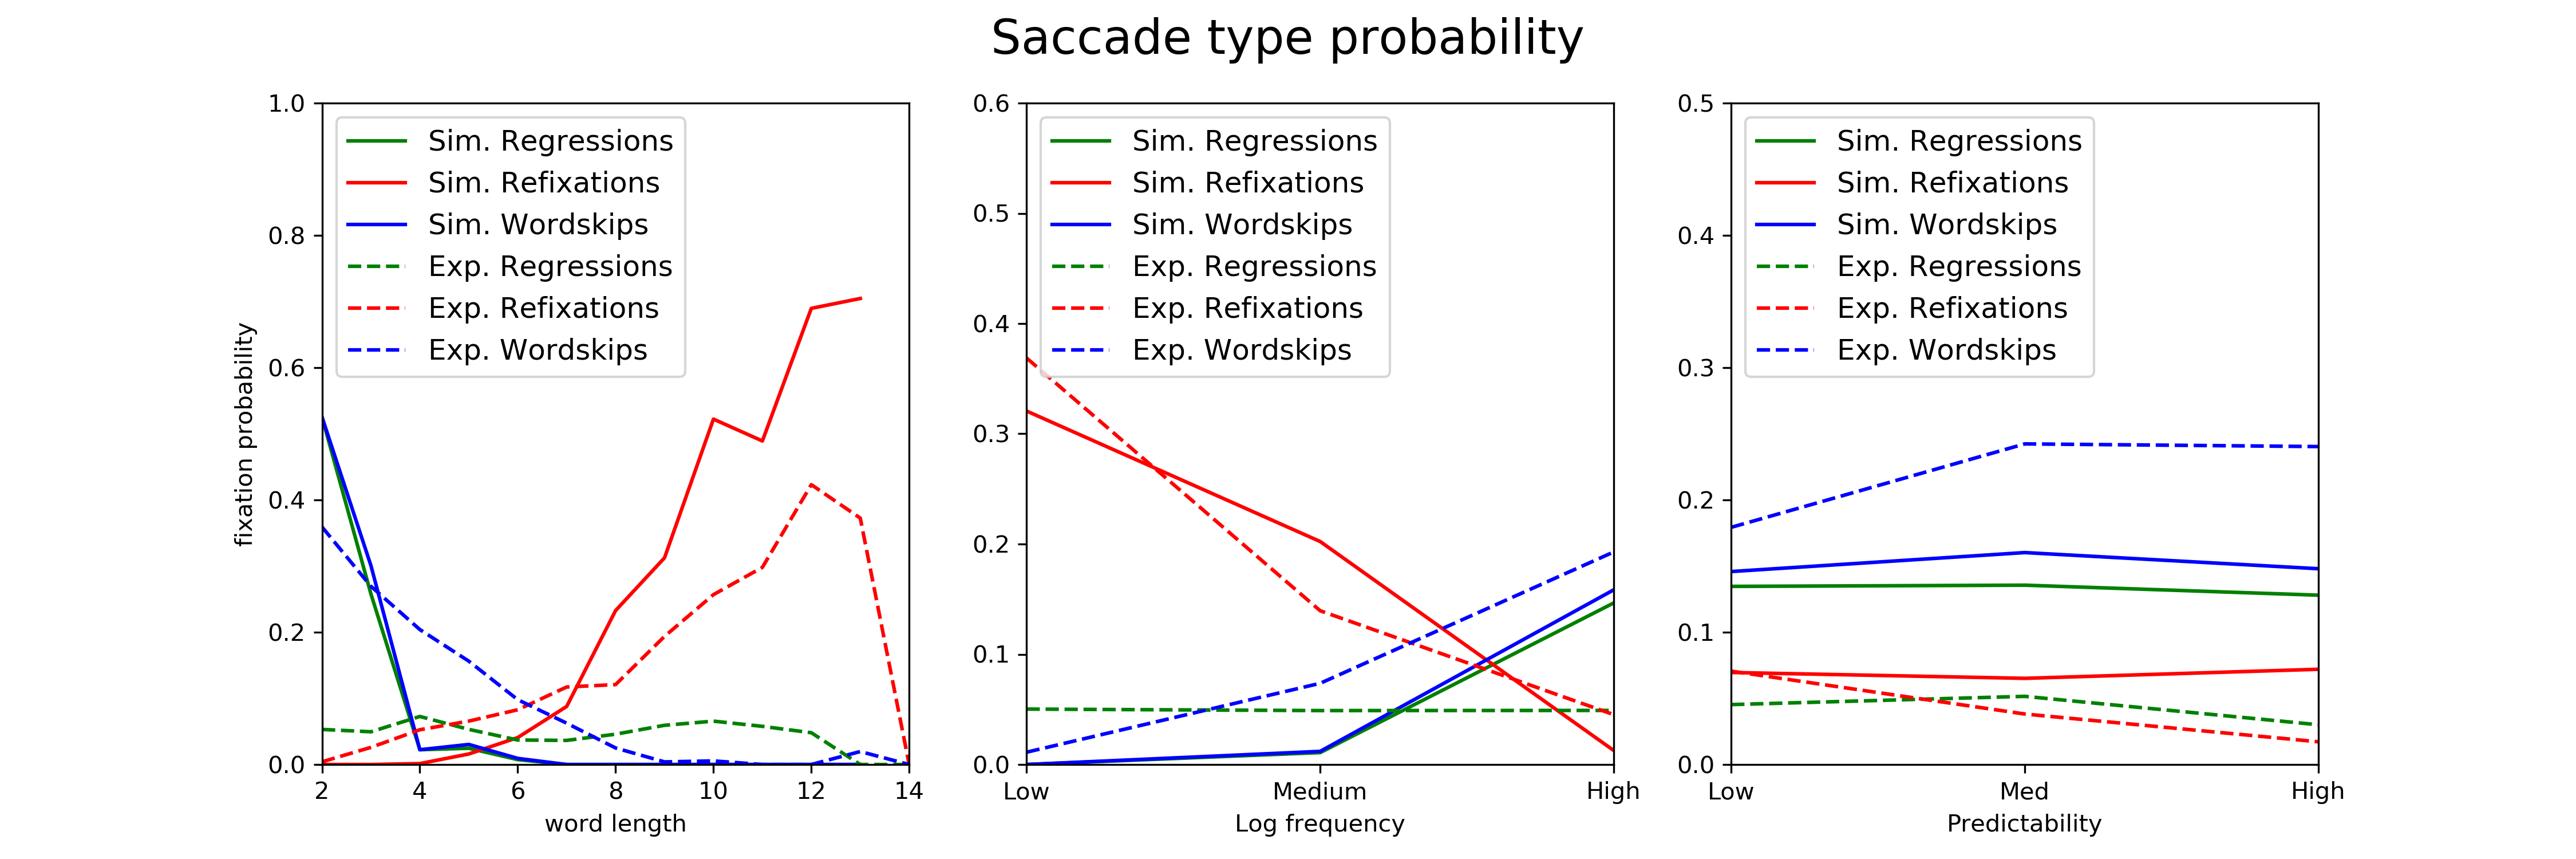 Saccade type probability
1.0
0.8
0.6
0.4
0.2
0.0
fixation probability
Sim. Regressions
Sim. Refixations
Sim. Wordskips
Exp. Regressions
Exp. Refixations
Exp. Wordskips
2 4 6 8 10 12 14
word length
0.6
0.5
0.4
0.3
0.2
0.1
0.0
Sim. Regressions
Sim. Refixations
Sim. Wordskips
Exp. Regressions
Exp. Refixations
Exp. Wordskips
Low Medium High
Log frequency
0.5
0.4
0.3
0.2
0.1
0.0
Sim. Regressions
Sim. Refixations
Sim. Wordskips
Exp. Regressions
Exp. Refixations
Exp. Wordskips
Low Med High
Predictability